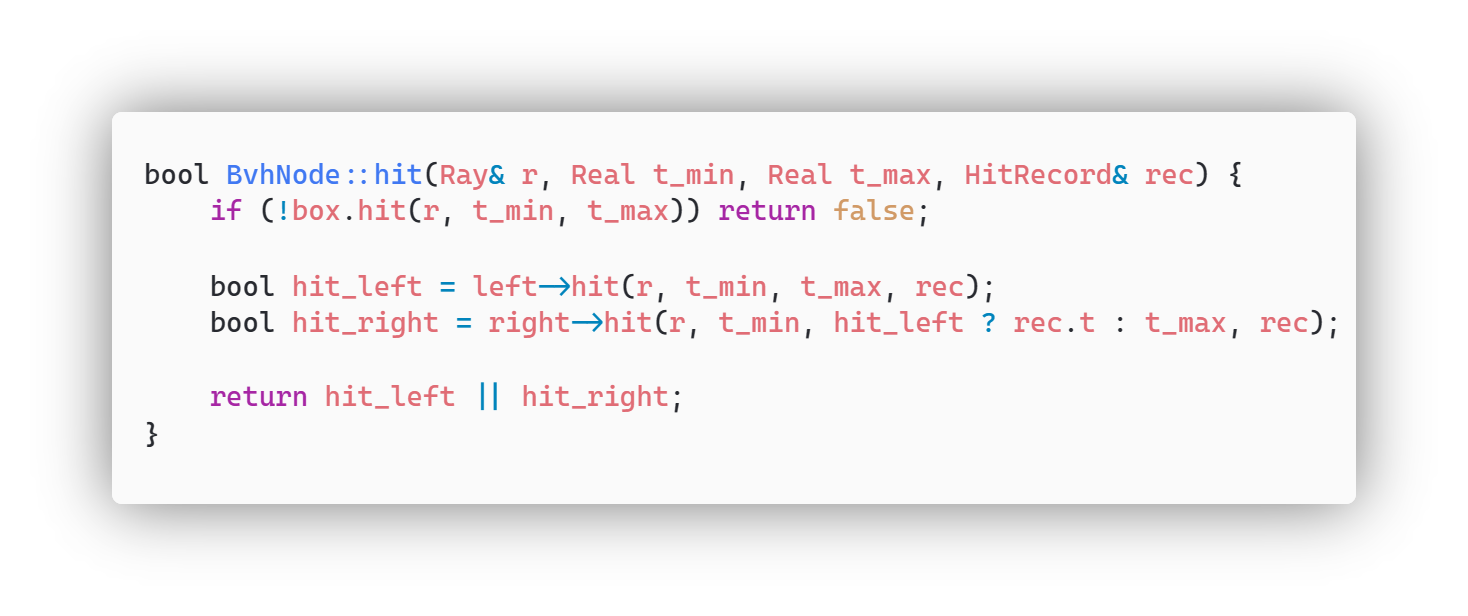 bool BvhNode::hit(Ray& r, Real t_min, Real t_max, HitRecord& rec) {
    if (!box.hit(r, t_min, t_max)) return false;
    bool hit_left = left->hit(r, t_min, t_max, rec);
    bool hit_right = right->hit(r, t_min, hit_left ? rec.t : t_max, rec);
    return hit_left || hit_right;
}